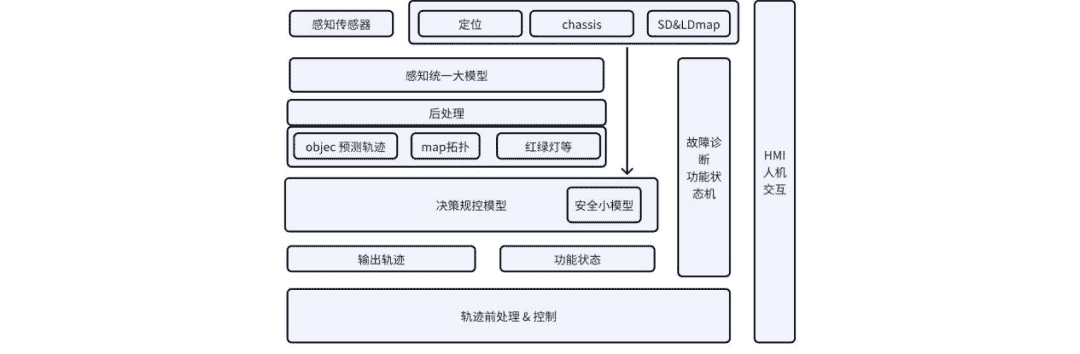 感知传感器
定位
chassis
SD&LDmap
感知统一大模型
后处理
objec 预测轨迹
map拓扑
红绿灯等
决策规控模型
安全小模型
输出轨迹
功能状态
轨迹前处理 & 控制
故障诊
断
功能状
态机
HMI
人机
交互